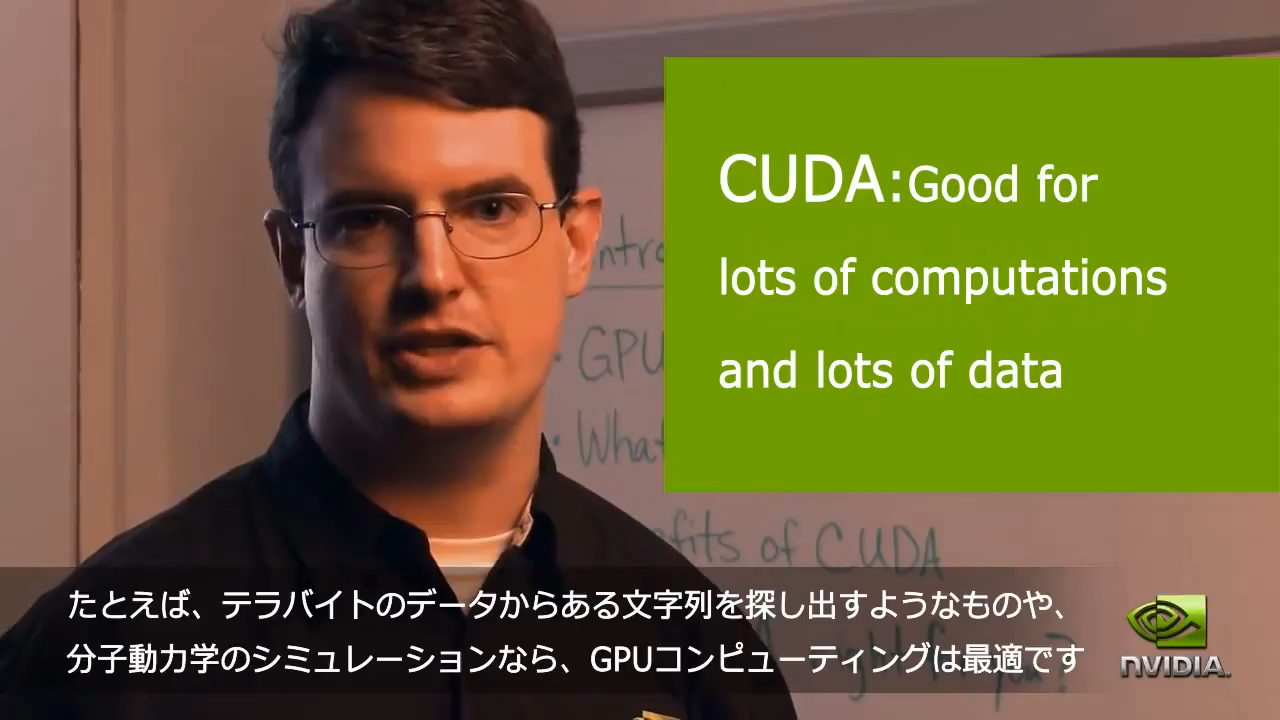 CUDA:Good for
lots of computations
and lots of data
GPU
of CUDA
たとえば、テラバイトのデータからある文字列を探し出すようなものや、
分子動力学のシミュレーションなら、GPUコンピューティングは最適です
NVIDIA